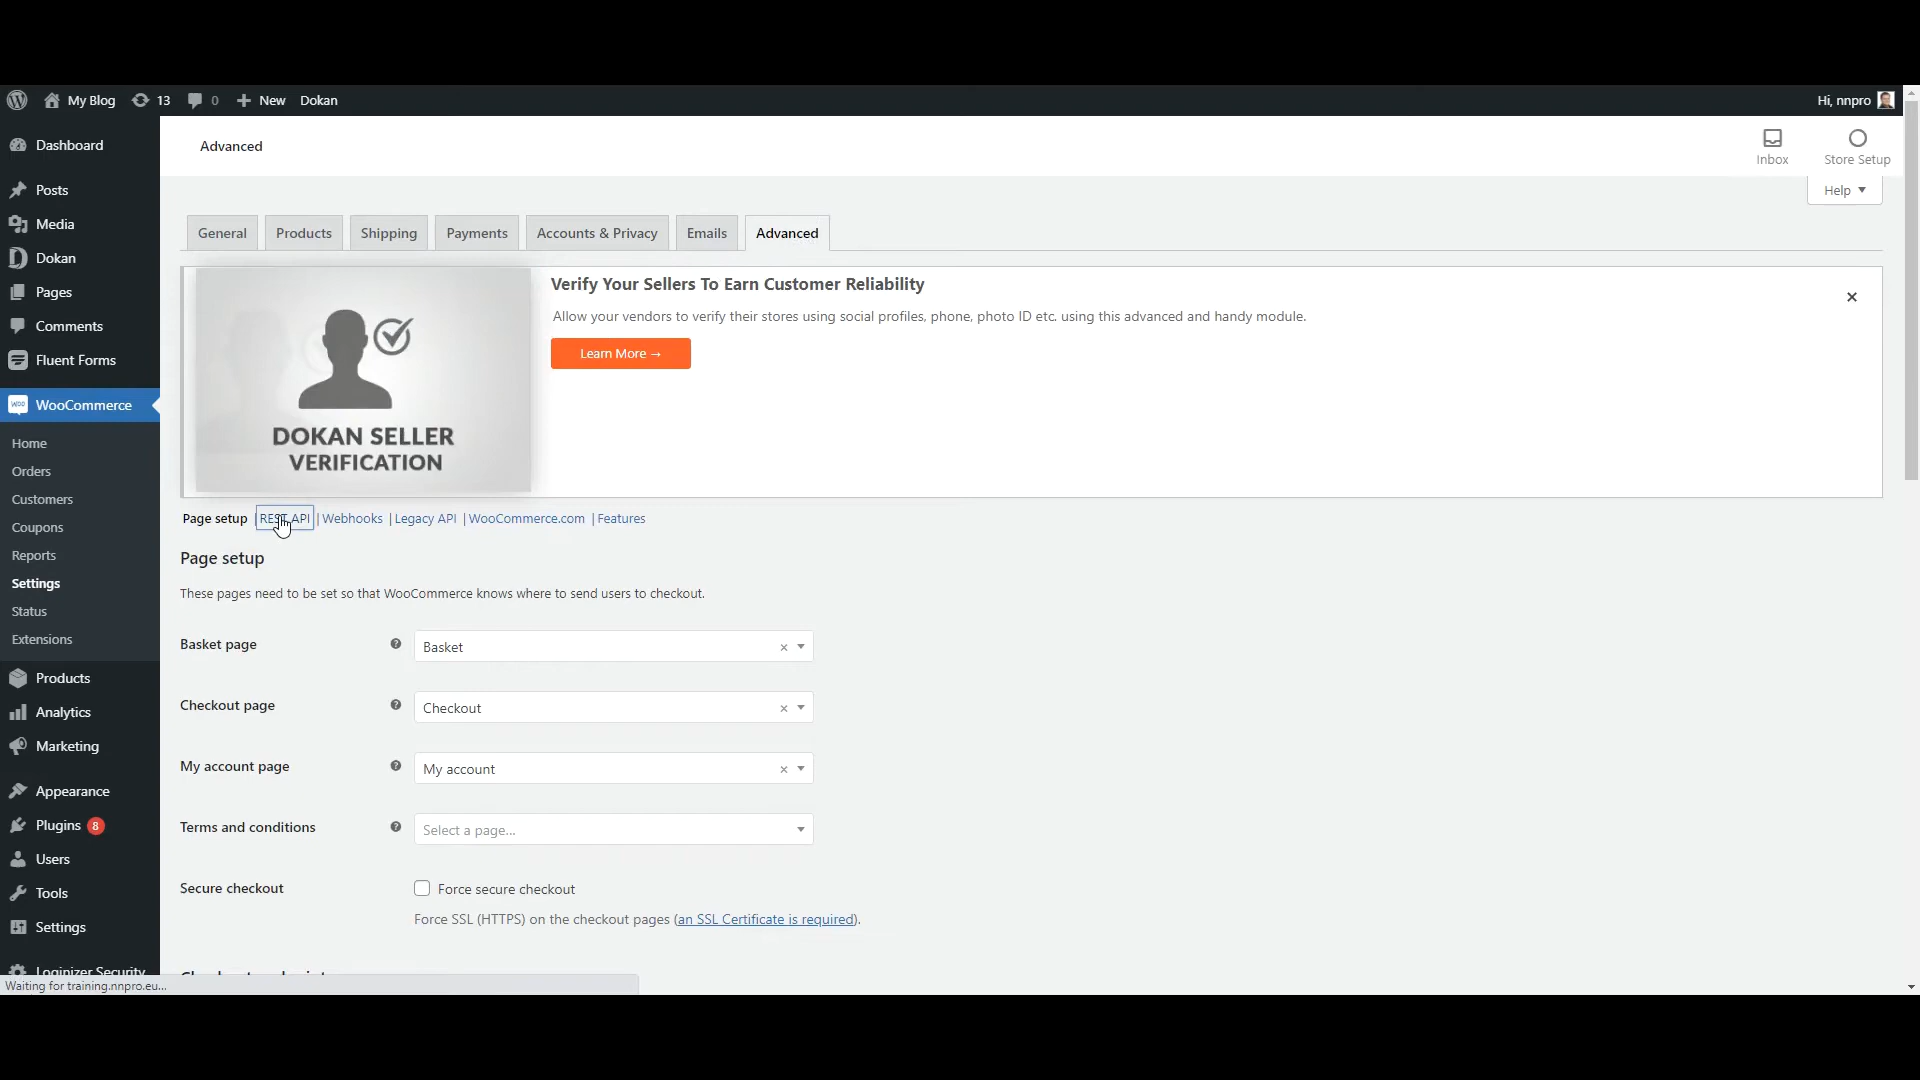 My Blog 13 0 New Dokan Hi, nnpro
Dashboard
Posts
Media
Dokan
Pages
Comments
Fluent Forms
WooCommerce
Home
Orders
Customers
Coupons
Reports
Settings
Status
Extensions
Products
Analytics
Marketing
Appearance
Plugins 8
Users
Tools
Settings
Loginizer Security
Advanced
Inbox
Store Setup
Help
General Products Shipping Payments Accounts & Privacy Emails Advanced
DOKAN SELLER
VERIFICATION
Verify Your Sellers To Earn Customer Reliability
Allow your vendors to verify their stores using social profiles, phone, photo ID etc. using this advanced and handy module.
Learn More →
Page setup | REST API | Webhooks | Legacy API | WooCommerce.com | Features
Page setup
These pages need to be set so that WooCommerce knows where to send users to checkout.
Basket page Basket
Checkout page Checkout
My account page My account
Terms and conditions Select a page...
Secure checkout Force secure checkout
Force SSL (HTTPS) on the checkout pages (an SSL Certificate is required).
Waiting for training.nnpro.eu...